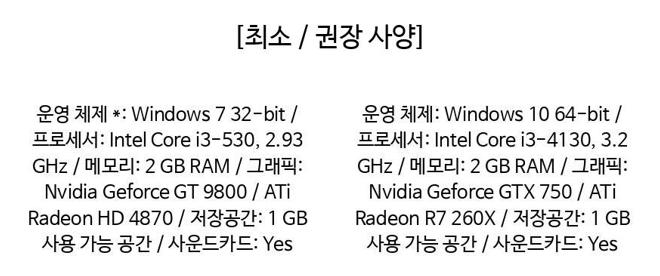 [최소 / 권장 사양]
운영 체제 *: Windows 7 32-bit /
프로세서: Intel Core i3-530, 2.93
GHz / 메모리: 2 GB RAM / 그래픽:
Nvidia Geforce GT 9800 / ATi
Radeon HD 4870 / 저장공간: 1 GB
사용 가능 공간 / 사운드카드: Yes
운영 체제: Windows 10 64-bit /
프로세서: Intel Core i3-4130, 3.2
GHz / 메모리: 2 GB RAM / 그래픽:
Nvidia Geforce GTX 750 / ATi
Radeon R7 260X / 저장공간: 1 GB
사용 가능 공간 / 사운드카드: Yes